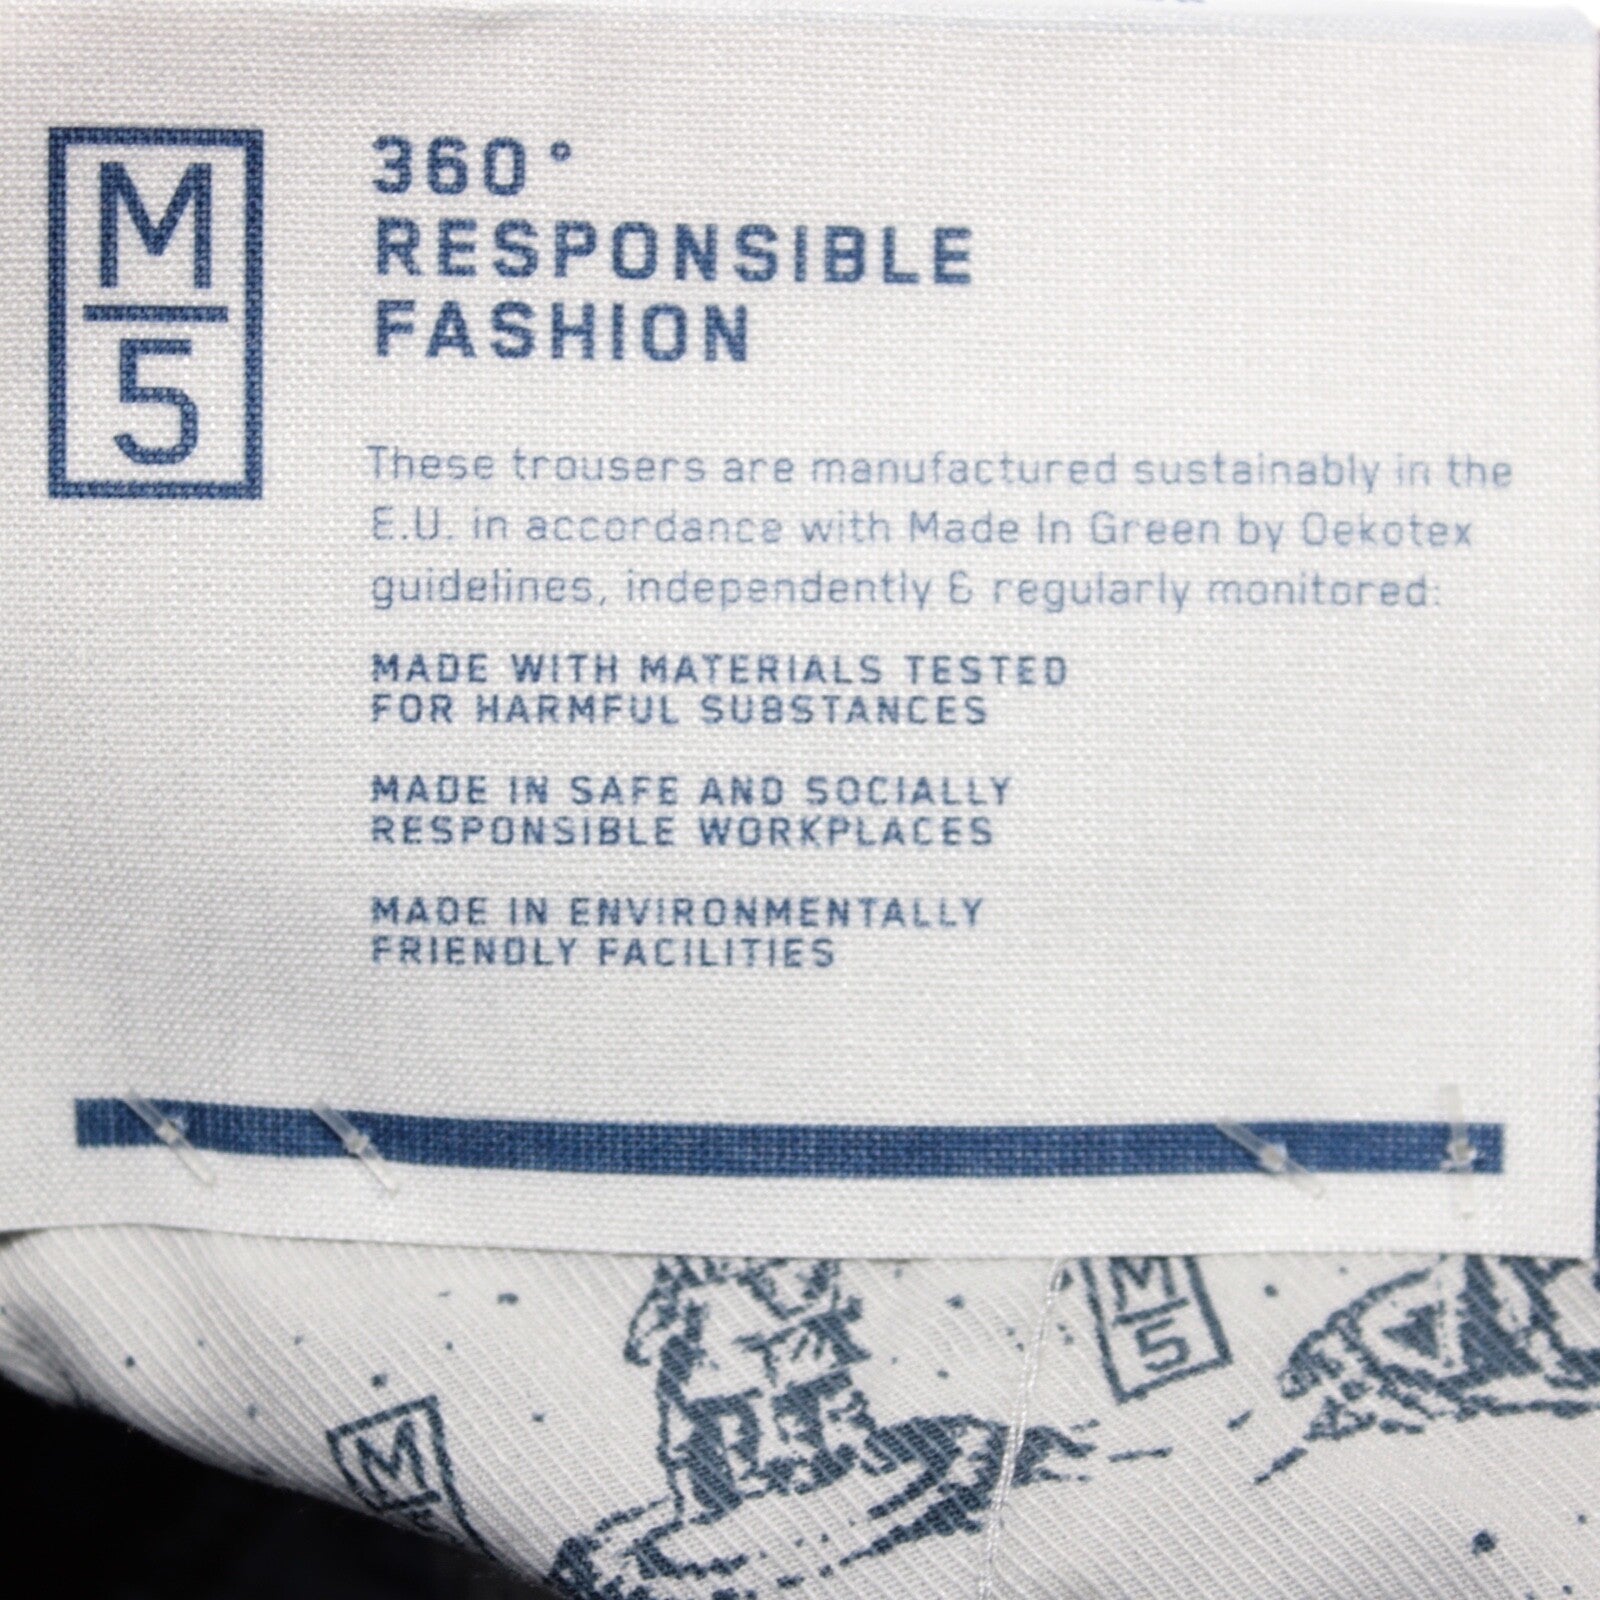 M
5
360°
RESPONSIBLE
FASHION
These trousers are manufactured sustainably in the
E.U. in accordance with Made In Green by Oekotex
guidelines, independently & regularly monitored:
MADE WITH MATERIALS TESTED
FOR HARMFUL SUBSTANCES
MADE IN SAFE AND SOCIALLY
RESPONSIBLE WORKPLACES
MADE IN ENVIRONMENTALLY
FRIENDLY FACILITIES
M
5
M